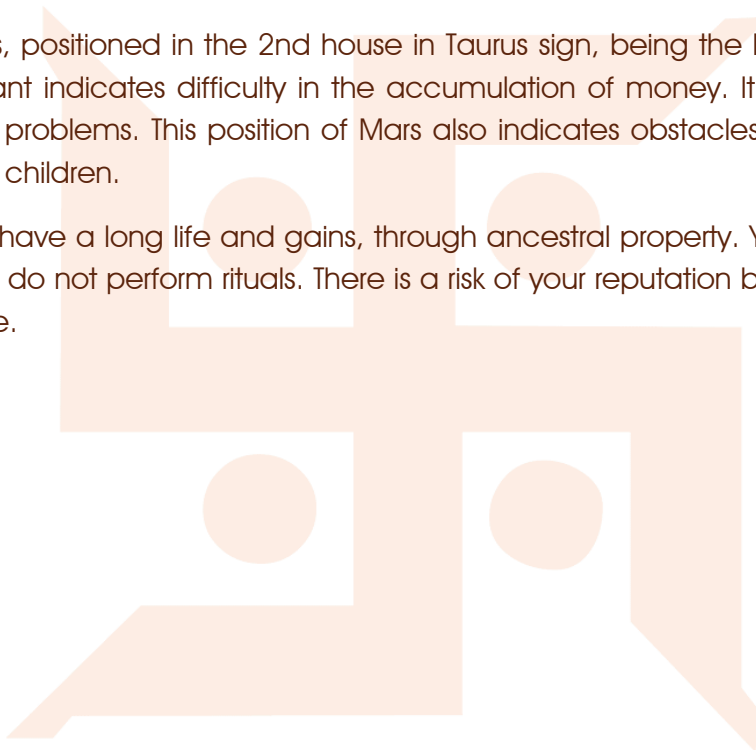 , positioned in the 2nd house in Taurus sign, being the
indicates difficulty in the accumulation of money. It
problems. This position of Mars also indicates obstacles
children.
have a long life and gains, through ancestral property.
do not perform rituals. There is a risk of your reputation